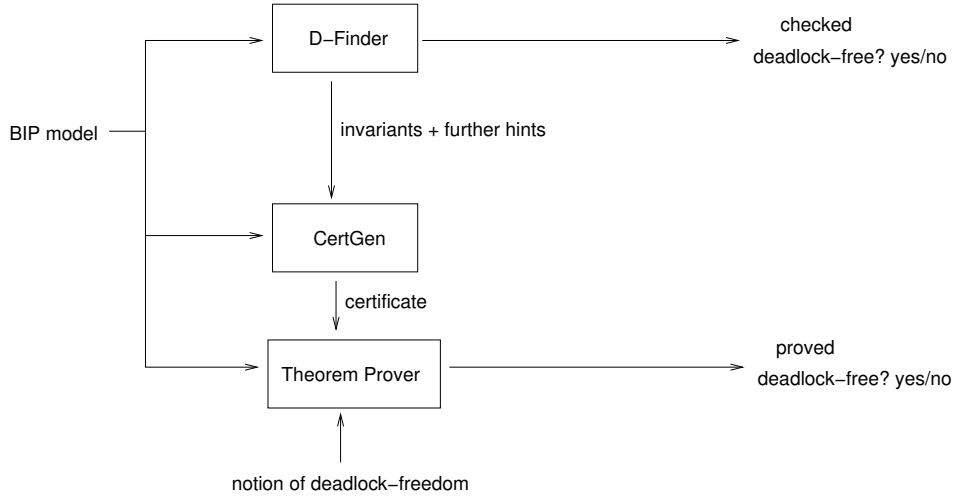 checked
D−Finder
deadlock−free? yes/no
BIP model
invariants + further hints
CertGen
certificate
proved
Theorem Prover
deadlock−free? yes/no
notion of deadlock−freedom